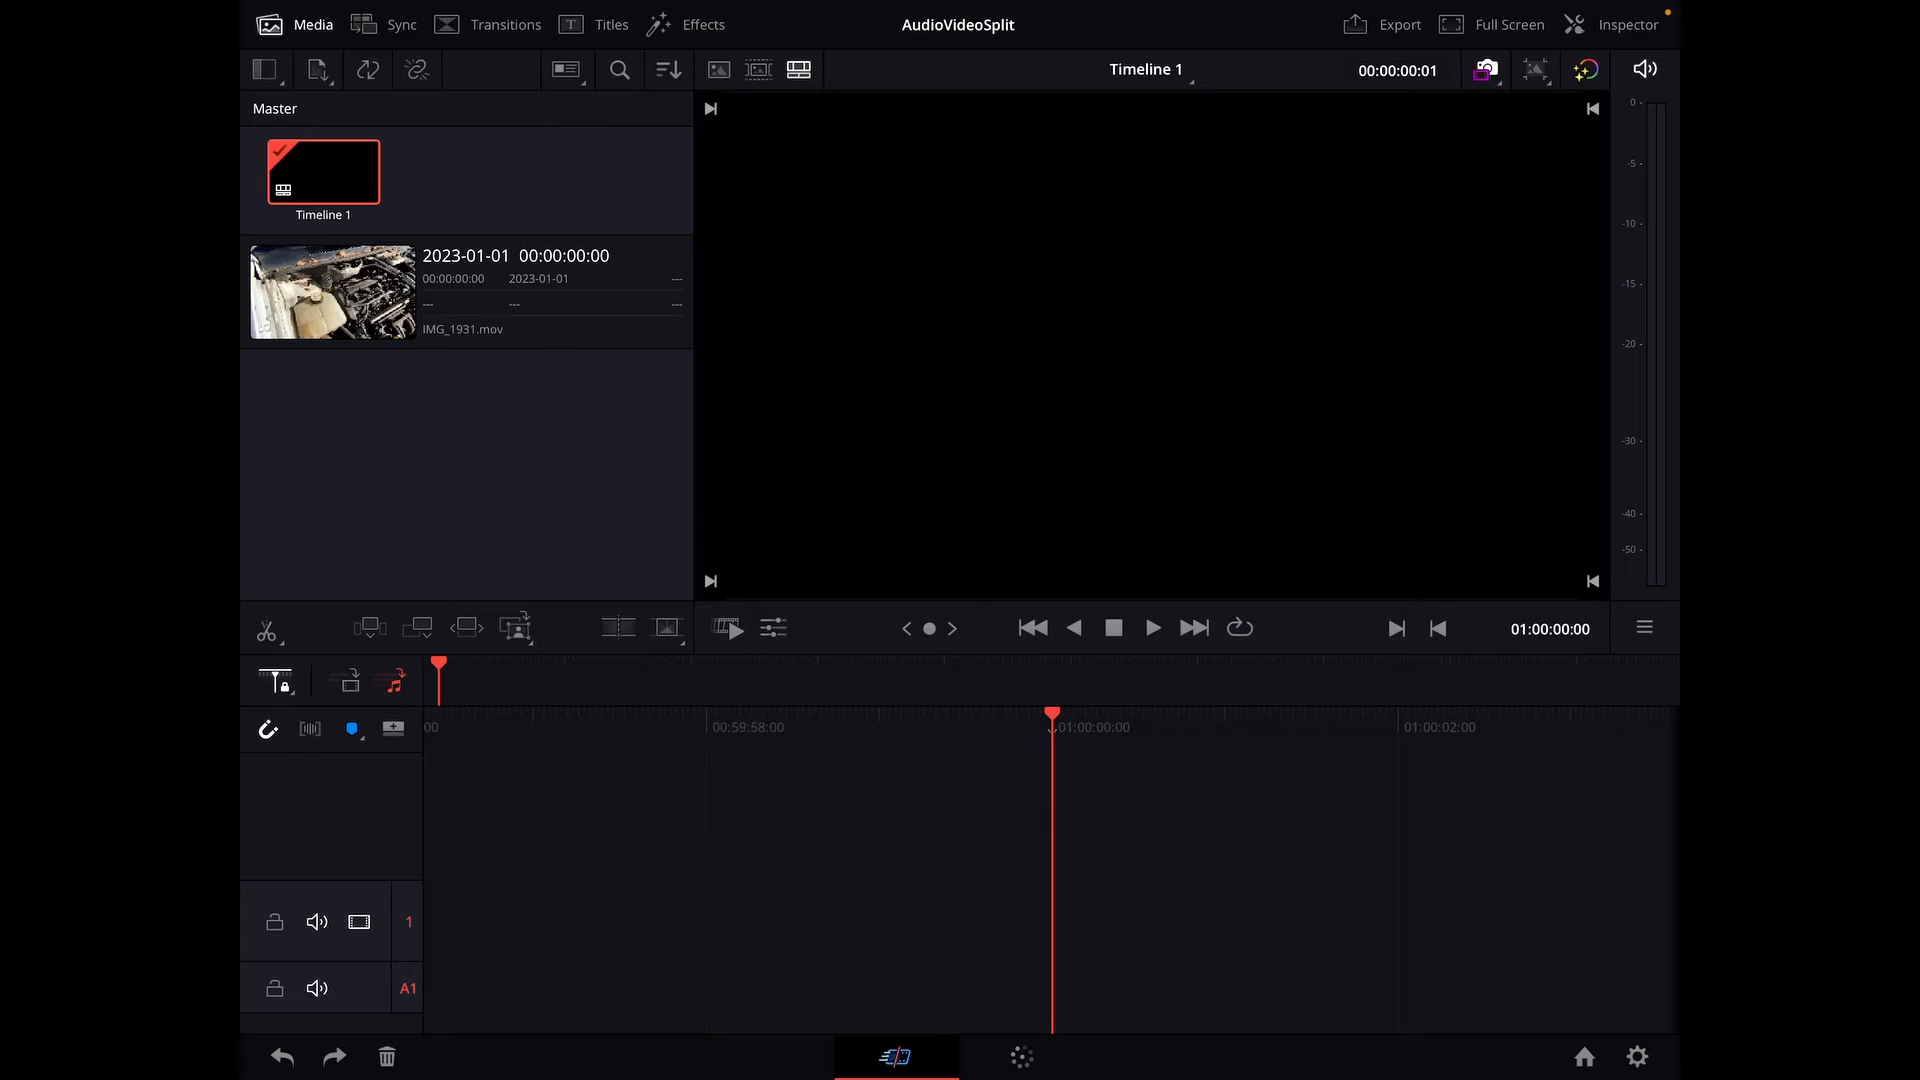 Media Sync Transitions Titles Effects AudioVideoSplit Export Full Screen Inspector
Timeline 1 00:00:00:01
Master
Timeline 1
2023-01-01 00:00:00:00
00:00:00:00 2023-01-01 ---
--- --- ---
IMG_1931.mov
0 -
-5 -
-10 -
-15 -
-20 -
-30 -
-40 -
-50 -
01:00:00:00
00 00:59:58:00 01:00:00:00 01:00:02:00
1
A1